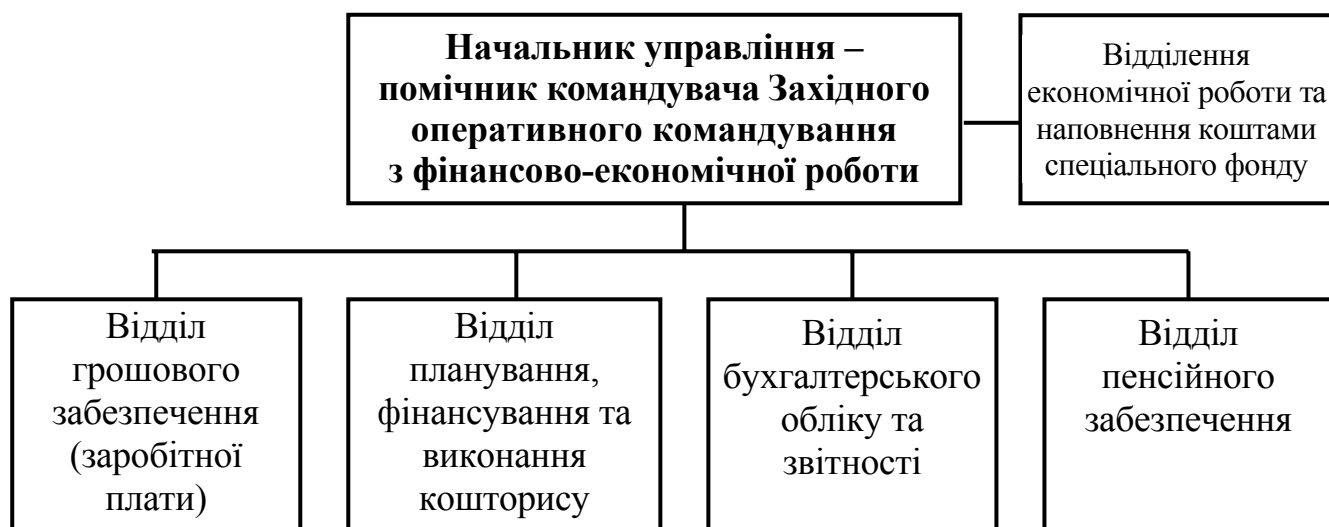 Начальник управління –
помічник командувача Західного
оперативного командування
з фінансово-економічної роботи
Відділення
економічної роботи та
наповнення коштами
спеціального фонду
Відділ
грошового
забезпечення
(заробітної
плати)
Відділ
планування,
фінансування та
виконання
кошторису
Відділ
бухгалтерського
обліку та
звітності
Відділ
пенсійного
забезпечення